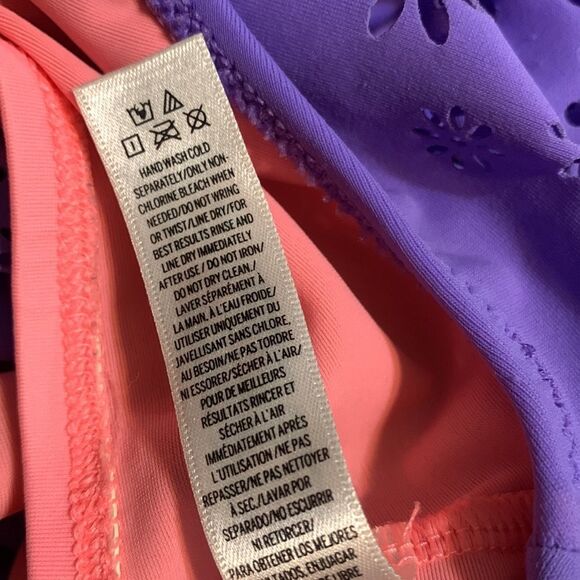 HAND WASH COLD
SEPARATELY/ONLY NON-
CHLORINE BLEACH WHEN
NEEDED/DO NOT WRING
OR TWIST/LINE DRY/FOR
BEST RESULTS RINSE AND
LINE DRY IMMEDIATELY
AFTER USE/ DO NOT IRON/
DO NOT DRY CLEAN./
LAVER SÉPARÉMENT À
LA MAIN. À L'EAU FROIDE/
UTILISER UNIQUEMENT DU
JAVELLISANT SANS CHLORE,
AU BESOIN/NE PAS TORDRE
NI ESSORER/SÉCHER À L'AIR/
POUR DE MEILLEURS
RÉSULTATS RINCER ET
SÉCHER À L'AIR
IMMÉDIATEMENT APRÈS
L'UTILISATION /NE PAS
REPASSER/NE PAS NETTOYER
À SEC./LAVAR POR
SEPARADO/NO ESCURRIR
NI RETORCER/
PARA OBTENER LOS MEJORES
TADOS, ENJUAGAR
IRE LIBRE